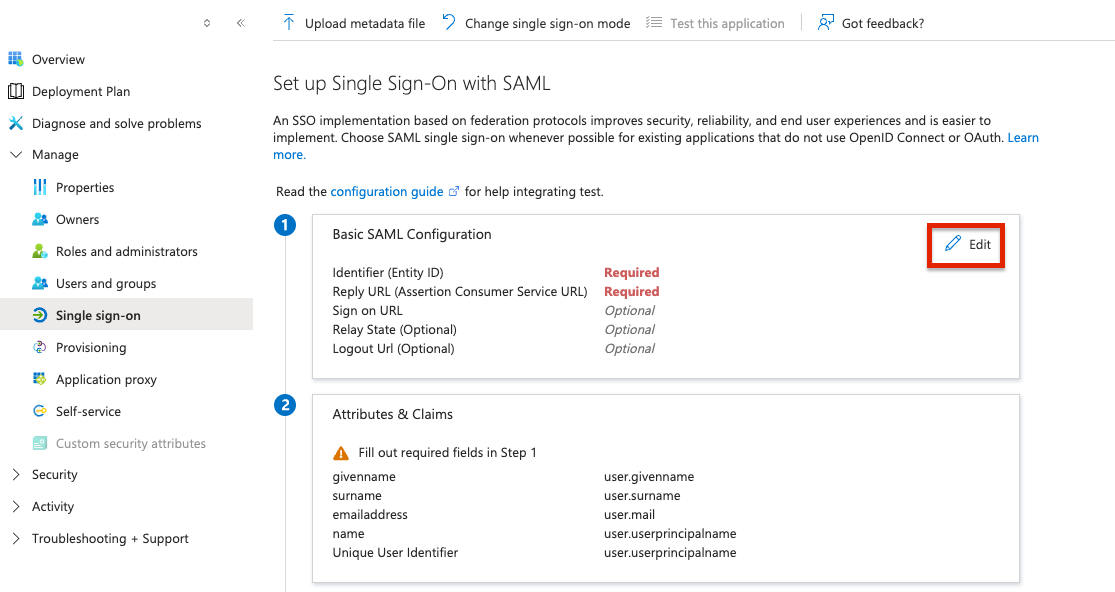 Upload metadata file
Change single sign-on mode
Test this application
Got feedback?
Overview
Deployment Plan
Diagnose and solve problems
Manage
Properties
Owners
Roles and administrators
Users and groups
Single sign-on
Provisioning
Application proxy
Self-service
Custom security attributes
Security
Activity
Troubleshooting + Support
Set up Single Sign-On with SAML
An SSO implementation based on federation protocols improves security, reliability, and end user experiences and is easier to
implement. Choose SAML single sign-on whenever possible for existing applications that do not use OpenID Connect or OAuth. Learn
more.
Read the configuration guide for help integrating test.
1
Basic SAML Configuration
Edit
Identifier (Entity ID) Required
Reply URL (Assertion Consumer Service URL) Required
Sign on URL Optional
Relay State (Optional) Optional
Logout Url (Optional) Optional
2
Attributes & Claims
Fill out required fields in Step 1
givenname user.givenname
surname user.surname
emailaddress user.mail
name user.userprincipalname
Unique User Identifier user.userprincipalname